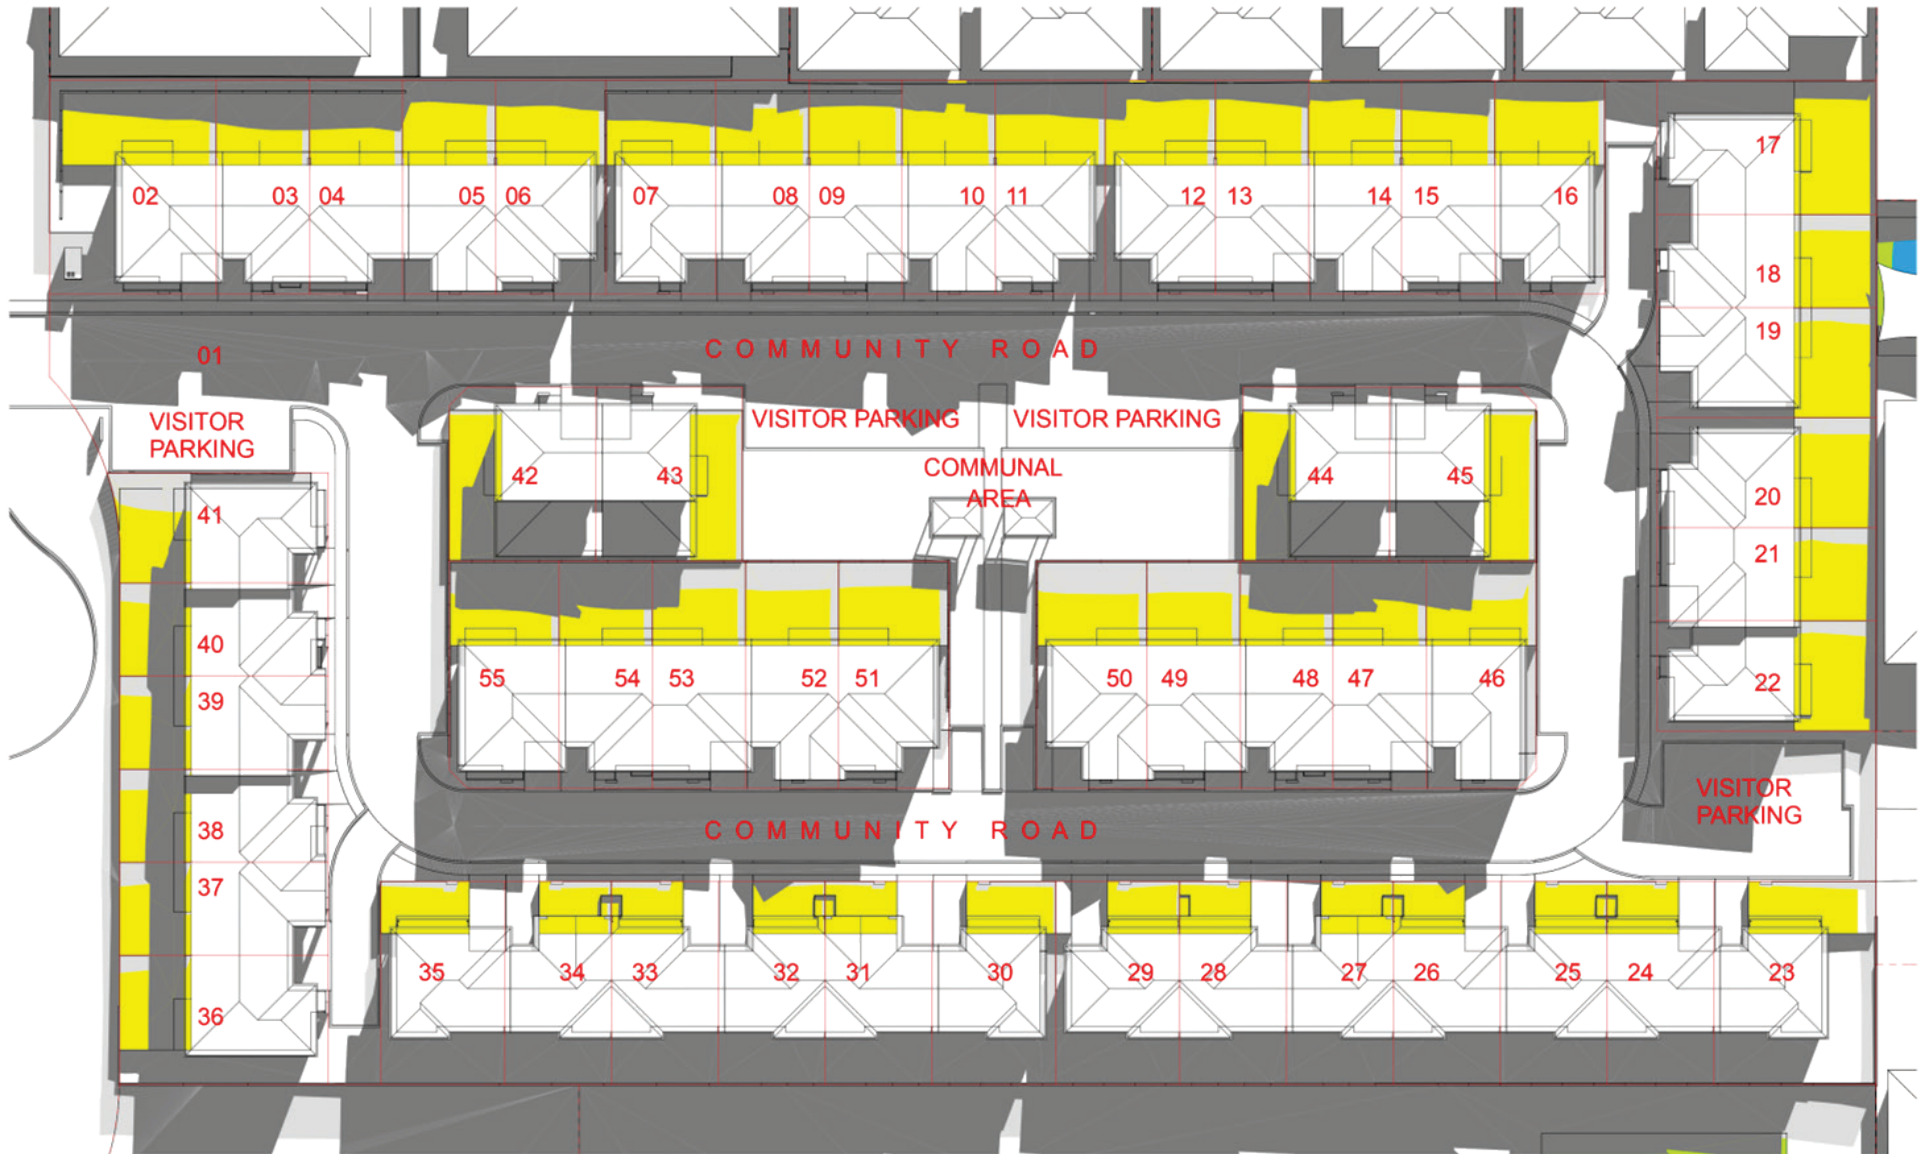 02 03 04 05 06 07 08 09 10 11 12 13 14 15 16
17
18
19
01
COMMUNITY ROAD
VISITOR
PARKING
VISITOR PARKING
VISITOR PARKING
42 43
COMMUNAL
AREA
44 45
20
21
22
41
40
39
38
37
36
55 54 53 52 51 50 49 48 47 46
VISITOR
PARKING
COMMUNITY ROAD
35 34 33 32 31 30 29 28 27 26 25 24 23